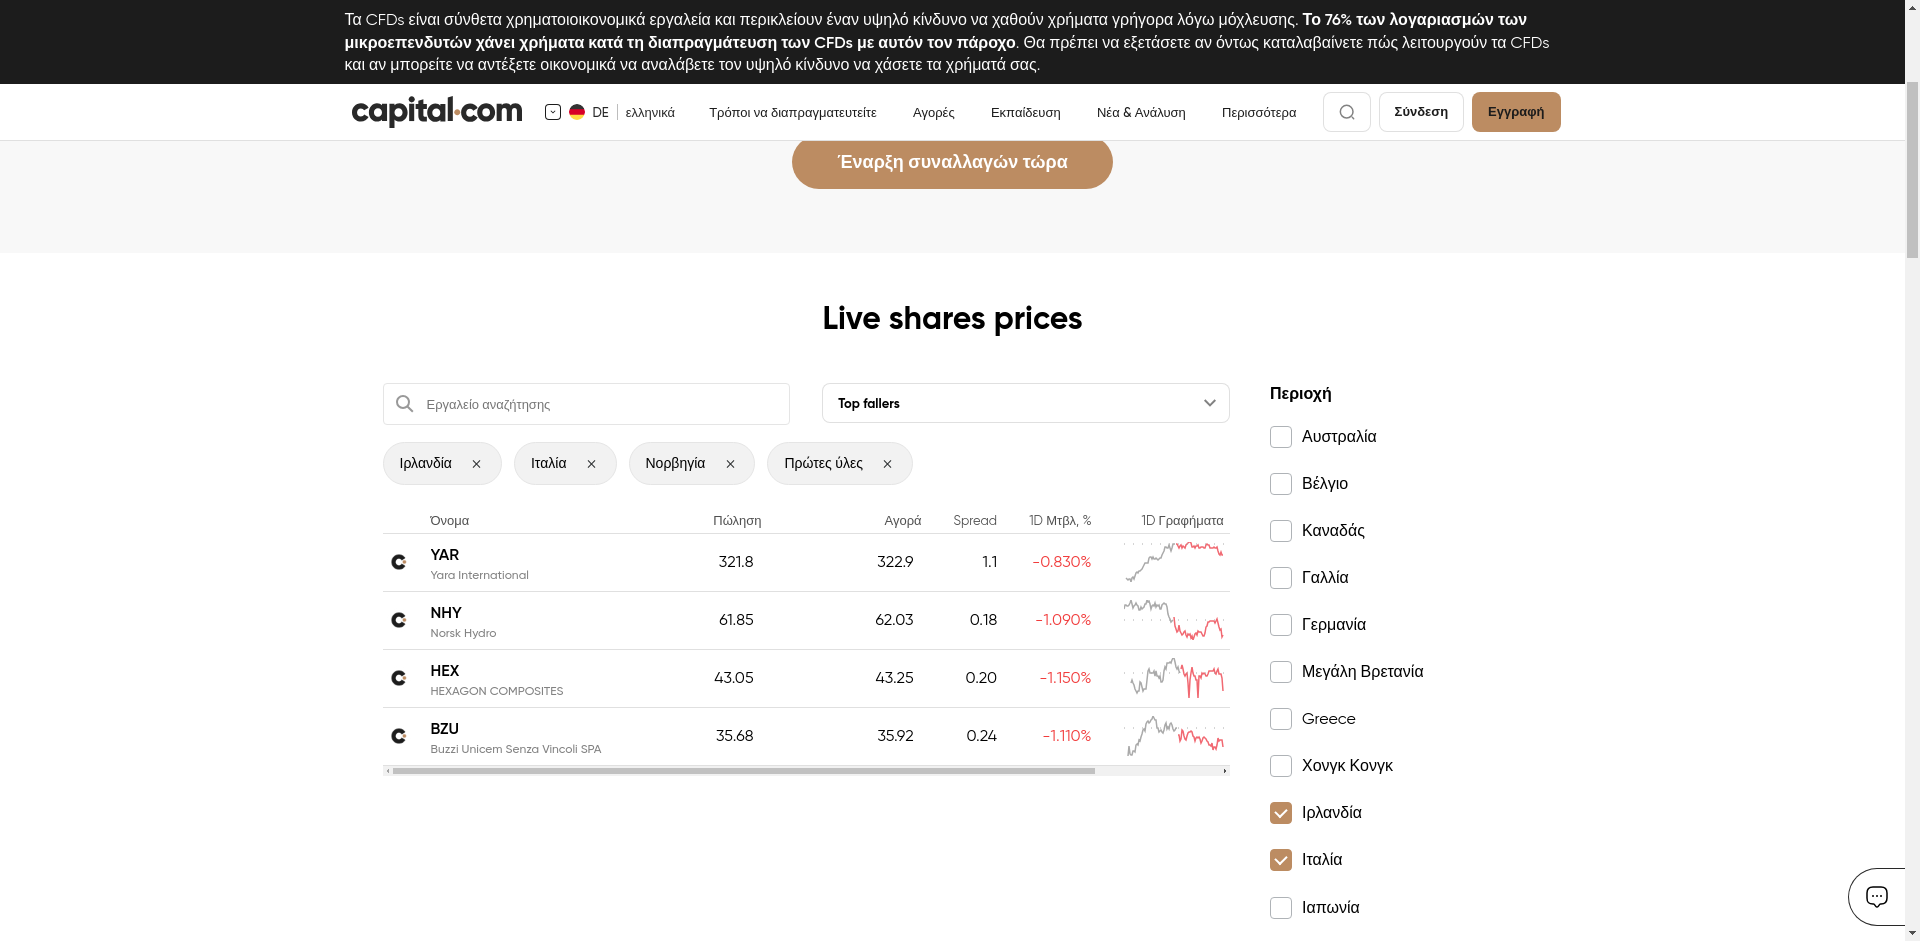 Τα CFDs είναι σύνθετα χρηματοιοικονομικά εργαλεία και περικλείουν έναν υψηλό κίνδυνο να χαθούν χρήματα γρήγορα λόγω μόχλευσης. Το 76% των λογαριασμών των
μικροεπενδυτών χάνει χρήματα κατά τη διαπραγμάτευση των CFDs με αυτόν τον πάροχο. Θα πρέπει να εξετάσετε αν όντως καταλαβαίνετε πώς λειτουργούν τα CFDs
και αν μπορείτε να αντέξετε οικονομικά να αναλάβετε τον υψηλό κίνδυνο να χάσετε τα χρήματά σας.
capital.com DE ελληνικά Τρόποι να διαπραγματευτείτε Αγορές Εκπαίδευση Νέα & Ανάλυση Περισσότερα Σύνδεση Εγγραφή
Έναρξη συναλλαγών τώρα
Live shares prices
Εργαλείο αναζήτησης
Top fallers
Ιρλανδία Ιταλία Νορβηγία Πρώτες ύλες
Όνομα Πώληση Αγορά Spread 1D Μτβλ, % 1D Γραφήματα
YAR 321.8 322.9 1.1 -0.830%
Yara International
NHY 61.85 62.03 0.18 -1.090%
Norsk Hydro
HEX 43.05 43.25 0.20 -1.150%
HEXAGON COMPOSITES
BZU 35.68 35.92 0.24 -1.110%
Buzzi Unicem Senza Vincoli SPA
Περιοχή
Αυστραλία
Βέλγιο
Καναδάς
Γαλλία
Γερμανία
Μεγάλη Βρετανία
Greece
Χονγκ Κονγκ
Ιρλανδία
Ιταλία
Ιαπωνία